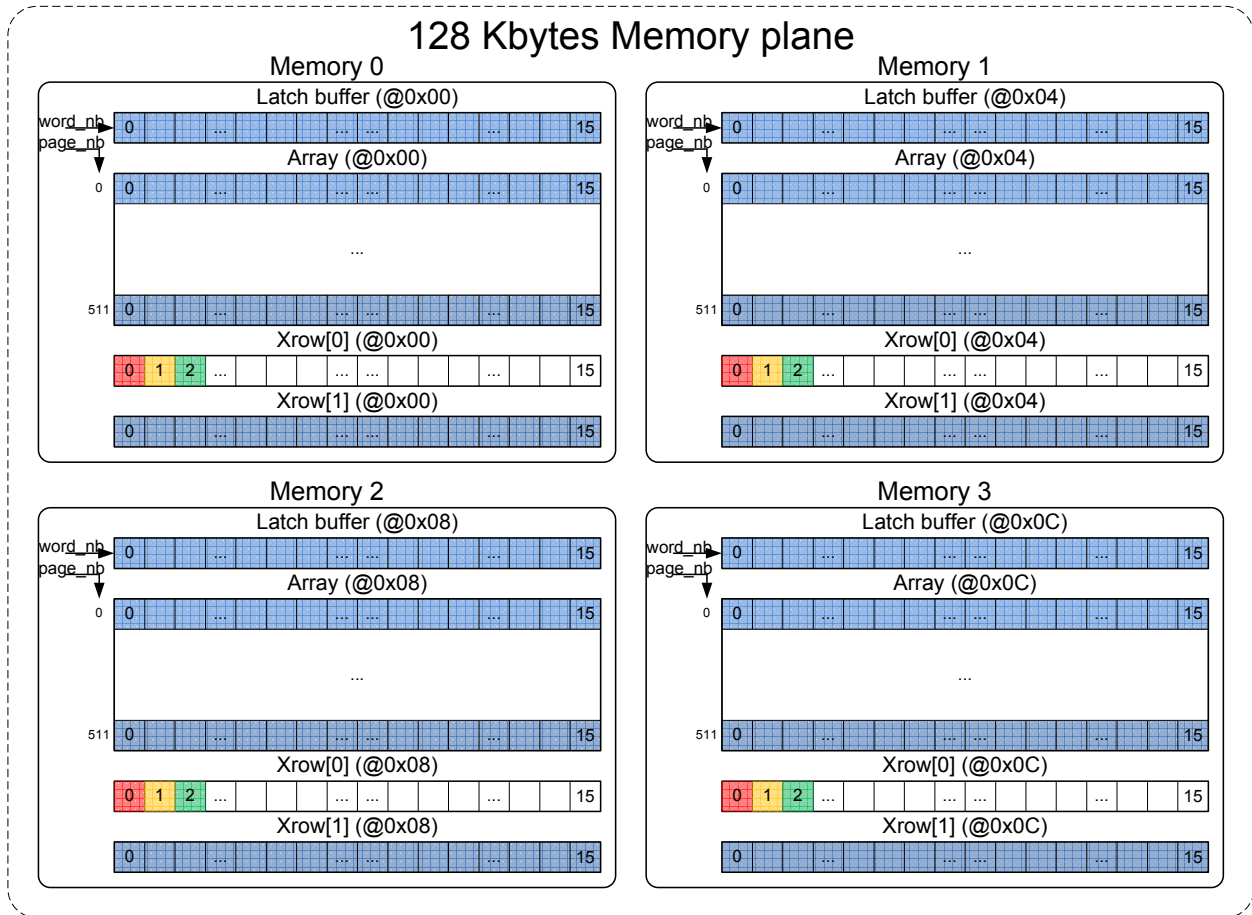 128 Kbytes Memory plane
Memory 0
Latch buffer (@0x00)
word_nb
0 ... ... ... ... 15
page_nb
Array (@0x00)
0
0 ... ... ... ... 15
...
511
0 ... ... ... ... 15
Xrow[0] (@0x00)
0 1 2 ... ... ... ... 15
Xrow[1] (@0x00)
0 ... ... ... ... 15
Memory 1
Latch buffer (@0x04)
word_nb
0 ... ... ... ... 15
page_nb
Array (@0x04)
0
0 ... ... ... ... 15
...
511
0 ... ... ... ... 15
Xrow[0] (@0x04)
0 1 2 ... ... ... ... 15
Xrow[1] (@0x04)
0 ... ... ... ... 15
Memory 2
Latch buffer (@0x08)
word_nb
0 ... ... ... ... 15
page_nb
Array (@0x08)
0
0 ... ... ... ... 15
...
511
0 ... ... ... ... 15
Xrow[0] (@0x08)
0 1 2 ... ... ... ... 15
Xrow[1] (@0x08)
0 ... ... ... ... 15
Memory 3
Latch buffer (@0x0C)
word_nb
0 ... ... ... ... 15
page_nb
Array (@0x0C)
0
0 ... ... ... ... 15
...
511
0 ... ... ... ... 15
Xrow[0] (@0x0C)
0 1 2 ... ... ... ... 15
Xrow[1] (@0x0C)
0 ... ... ... ... 15